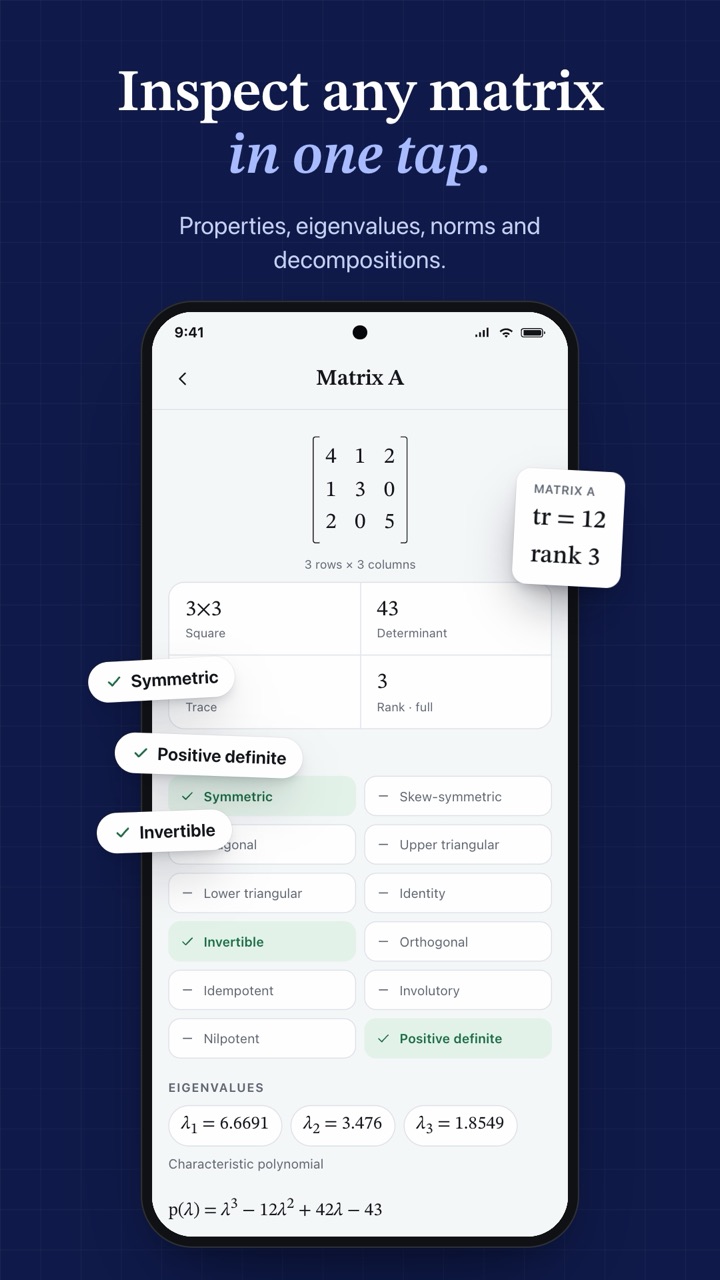 Inspect any matrix
in one tap.
Properties, eigenvalues, norms and
decompositions.
9:41
Matrix A
4 1 2
1 3 0
2 0 5
3 rows × 3 columns
MATRIX A
tr = 12
rank 3
3×3
Square
43
Determinant
Symmetric
Trace
3
Rank · full
Positive definite
Symmetric
Skew-symmetric
Invertible
Upper triangular
Lower triangular
Identity
Invertible
Orthogonal
Idempotent
Involutory
Nilpotent
Positive definite
EIGENVALUES
λ₁ = 6.6691
λ₂ = 3.476
λ₃ = 1.8549
Characteristic polynomial
p(λ) = λ³ − 12λ² + 42λ − 43